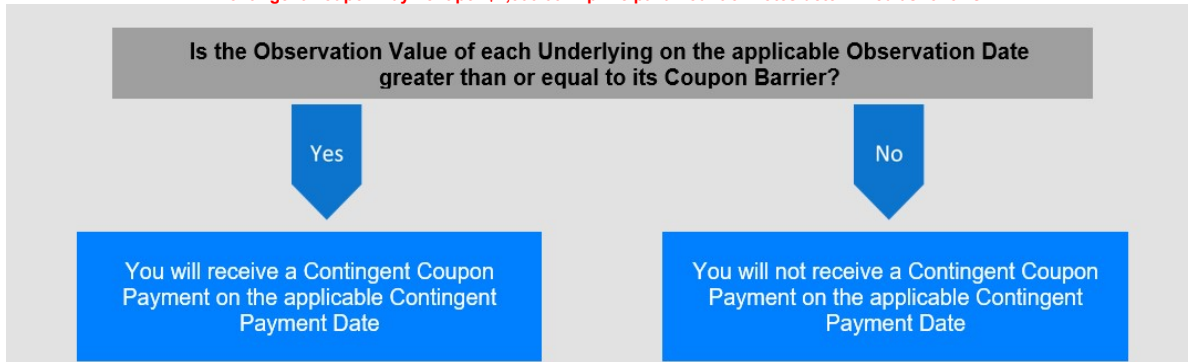 Is the Observation Value of each Underlying on the applicable Observation Date
greater than or equal to its Coupon Barrier?
Yes
No
You will receive a Contingent Coupon
Payment on the applicable Contingent
Payment Date
You will not receive a Contingent Coupon
Payment on the applicable Contingent
Payment Date